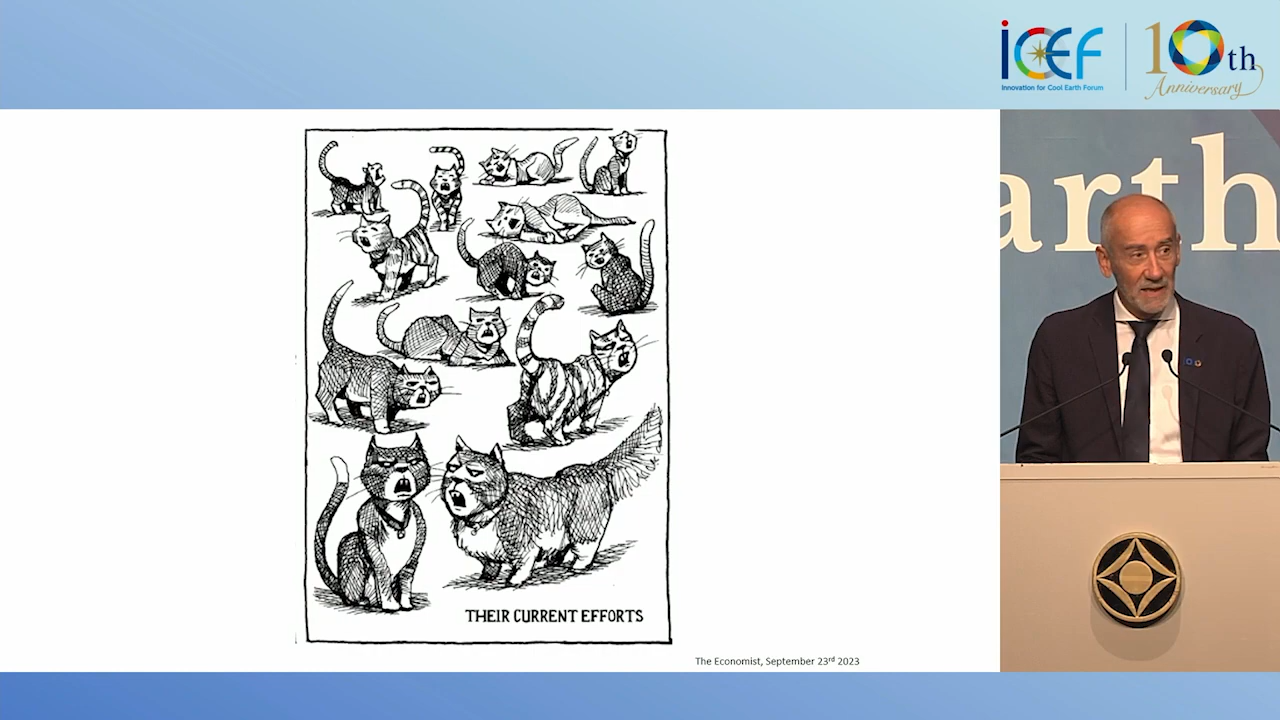 iCEF
Innovation for Cool Earth Forum
10th
Anniversary
arth
THEIR CURRENT EFFORTS
The Economist, September 23rd 2023